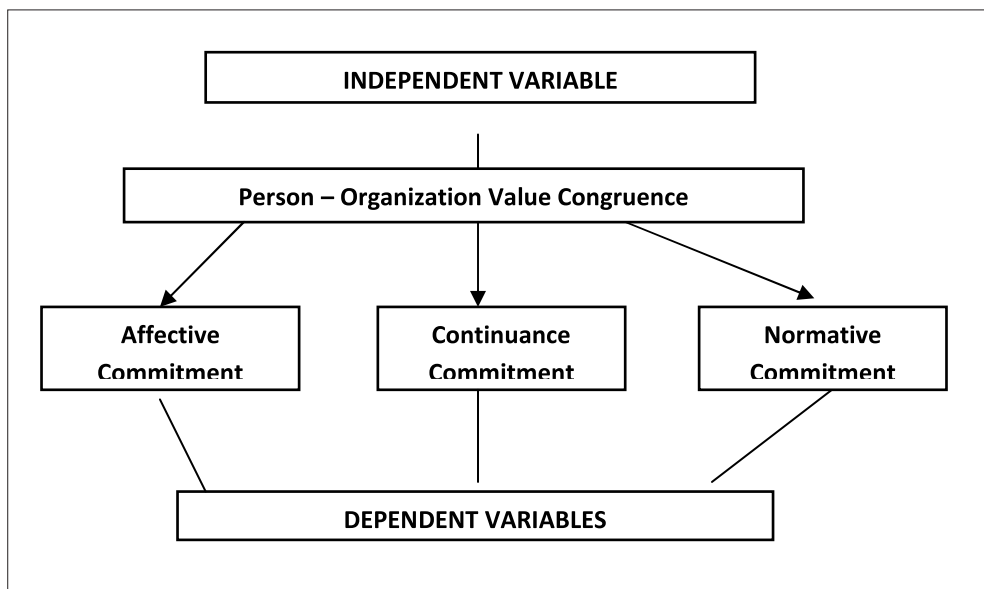 INDEPENDENT VARIABLE
Person – Organization Value Congruence
Affective
Commitment
Continuance
Commitment
Normative
Commitment
DEPENDENT VARIABLES